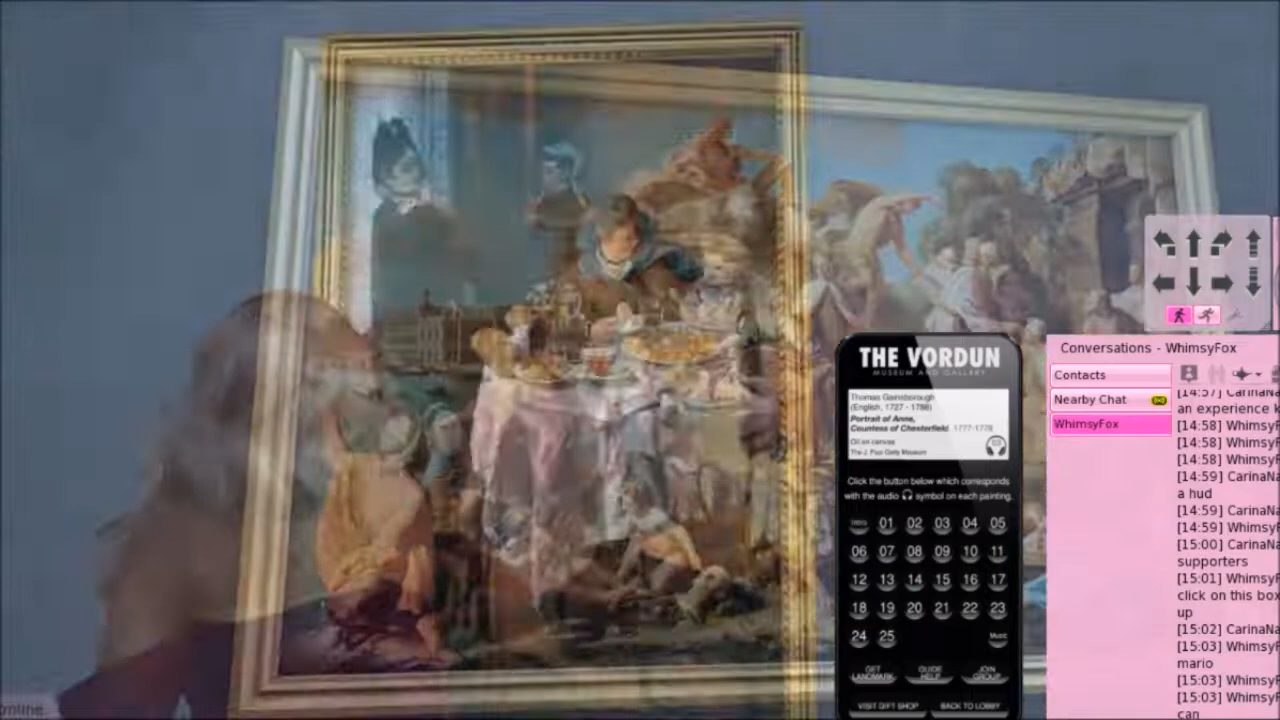 THE VORDUN
MUSEUM AND GALLERY
Thomas Gainsborough
(English, 1727 - 1788)
Portrait of Anne,
Countess of Chesterfield 1777-1778
Oil on canvas
The J. Paul Getty Museum
Click the button below which corresponds
with the audio symbol on each painting.
Intro 01 02 03 04 05
06 07 08 09 10 11
12 13 14 15 16 17
18 19 20 21 22 23
24 25 Music
GET LANDMARK
GUIDE HELP
JOIN GROUP
VISIT GIFT SHOP BACK TO LOBBY
Conversations - WhimsyFox
Contacts
Nearby Chat
WhimsyFox
[14:57] CarinaNa
an experience
[14:58] WhimsyF
[14:58] WhimsyF
[14:58] WhimsyF
[14:59] CarinaNa
a hud
[14:59] CarinaNa
[14:59] WhimsyF
[15:00] CarinaNa
supporters
[15:01] WhimsyF
click on this box
up
[15:02] CarinaNa
[15:03] WhimsyF
mario
[15:03] WhimsyF
[15:03] WhimsyF
can
online